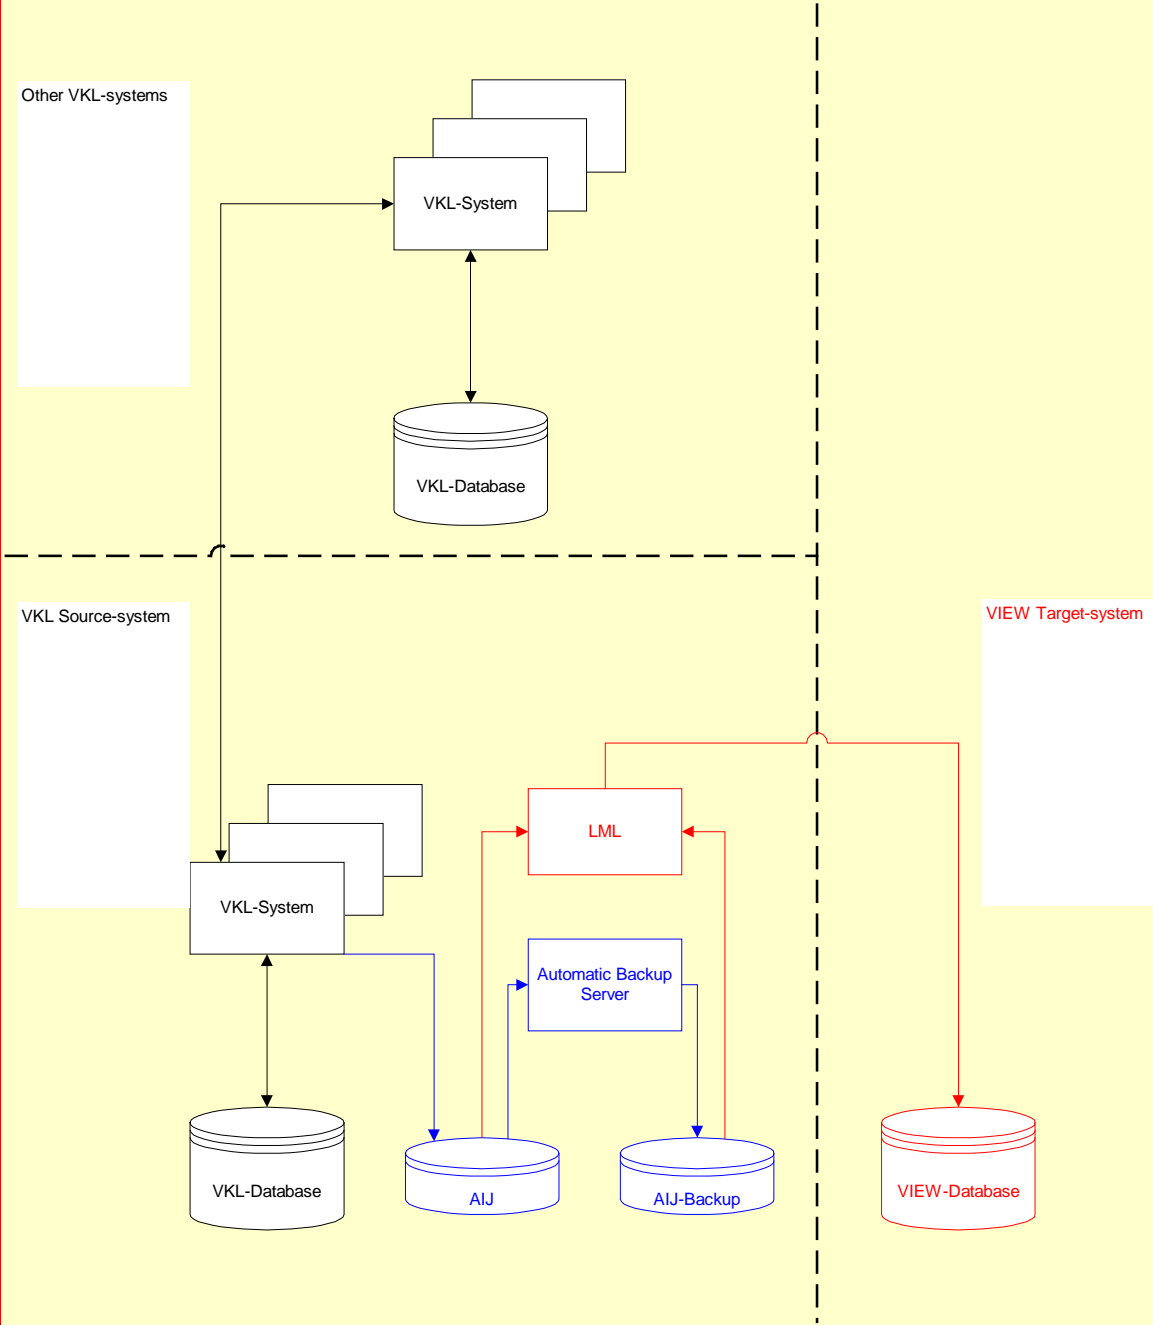 Other VKL-systems
VKL-System
VKL-Database
VKL Source-system
VIEW Target-system
LML
VKL-System
Automatic Backup
Server
VKL-Database
AIJ
AIJ-Backup
VIEW-Database